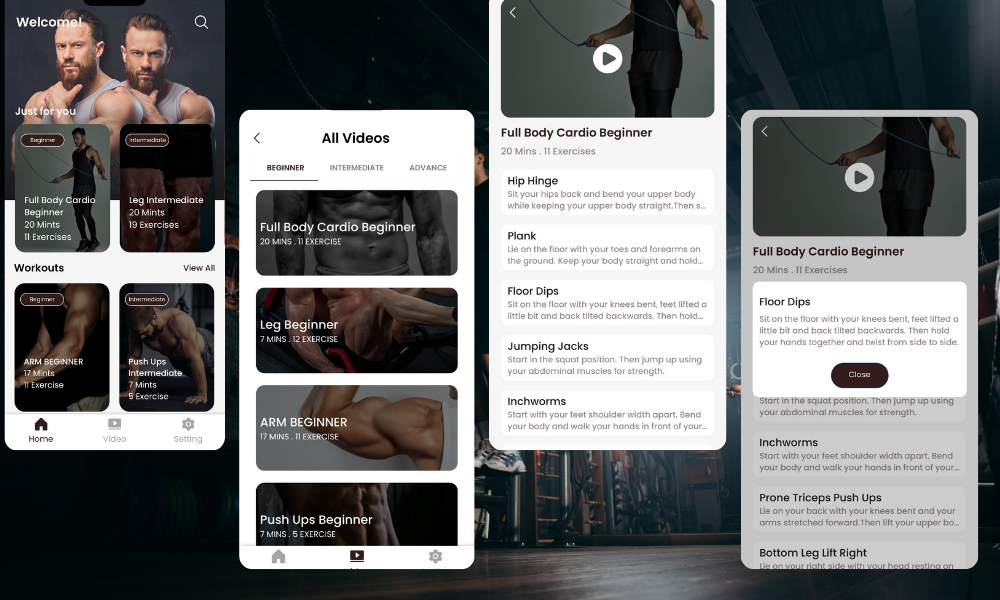 Welcome!
Just for you
Beginner
Full Body Cardio
Beginner
20 Mints
11 Exercises
Intermediate
Leg Intermediate
20 Mints
19 Exercises
Workouts
View All
Beginner
ARM BEGINNER
17 Mints
11 Exercise
Intermediate
Push Ups
Intermediate
7 Mints
5 Exercise
Home
Video
Setting
All Videos
BEGINNER
INTERMEDIATE
ADVANCE
Full Body Cardio Beginner
20 MINS . 11 EXERCISE
Leg Beginner
7 MINS . 12 EXERCISE
ARM BEGINNER
17 MINS . 11 EXERCISE
Push Ups Beginner
7 MINS . 5 EXERCISE
Full Body Cardio Beginner
20 Mins . 11 Exercises
Hip Hinge
Sit your hips back and bend your upper body
while keeping your upper body straight.Then s...
Plank
Lie on the floor with your toes and forearms on
the ground. Keep your body straight and hold...
Floor Dips
Sit on the floor with your knees bent, feet lifted a
little bit and back tilted backwards. Then hold...
Jumping Jacks
Start in the squat position. Then jump up using
your abdominal muscles for strength.
Inchworms
Start with your feet shoulder width apart. Bend
your body and walk your hands in front of your...
Full Body Cardio Beginner
20 Mins . 11 Exercises
Floor Dips
Sit on the floor with your knees bent, feet lifted a
little bit and back tilted backwards. Then hold
your hands together and twist from side to side.
Close
Start in the squat position. Then jump up using
your abdominal muscles for strength.
Inchworms
Start with your feet shoulder width apart. Bend
your body and walk your hands in front of your...
Prone Triceps Push Ups
Lie on your back with your knees bent and your
arms stretched forward.Then lift your upper bo...
Bottom Leg Lift Right
Lie on your right side with your head resting on